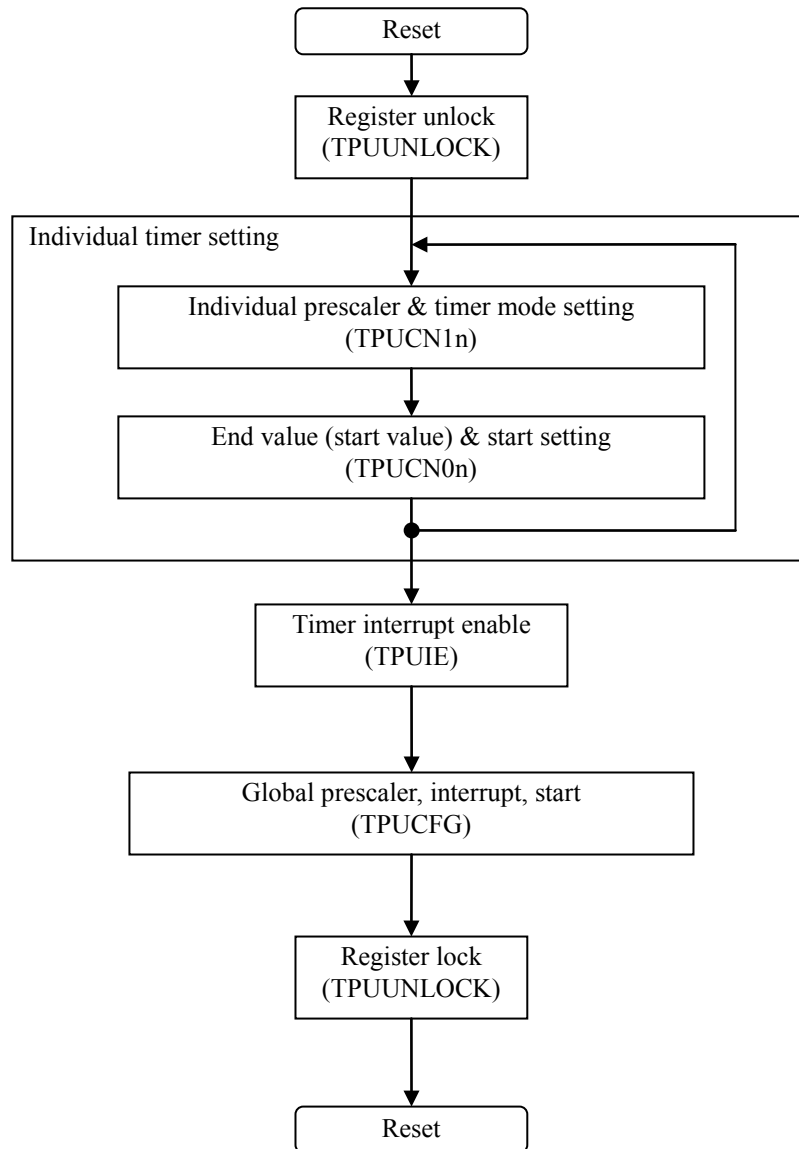 Reset
Register unlock
(TPUUNLOCK)
Individual timer setting
Individual prescaler & timer mode setting
(TPUCN1n)
End value (start value) & start setting
(TPUCN0n)
Timer interrupt enable
(TPUIE)
Global prescaler, interrupt, start
(TPUCFG)
Register lock
(TPUUNLOCK)
Reset